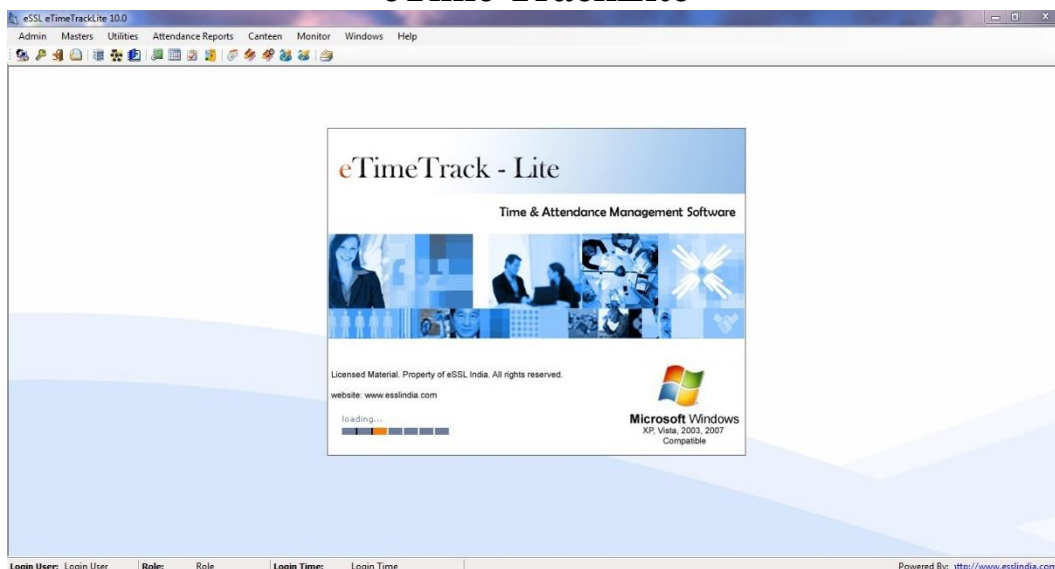 eSSL eTimeTrackLite 10.0
Admin Masters Utilities Attendance Reports Canteen Monitor Windows Help
eTimeTrack - Lite
Time & Attendance Management Software
Licensed Material. Property of eSSL India. All rights reserved.
website: www.esslindia.com
loading...
Microsoft Windows
XP, Vista, 2003, 2007
Compatible
Login User: Login User Role: Role Login Time: Login Time Powered By: http://www.esslindia.com